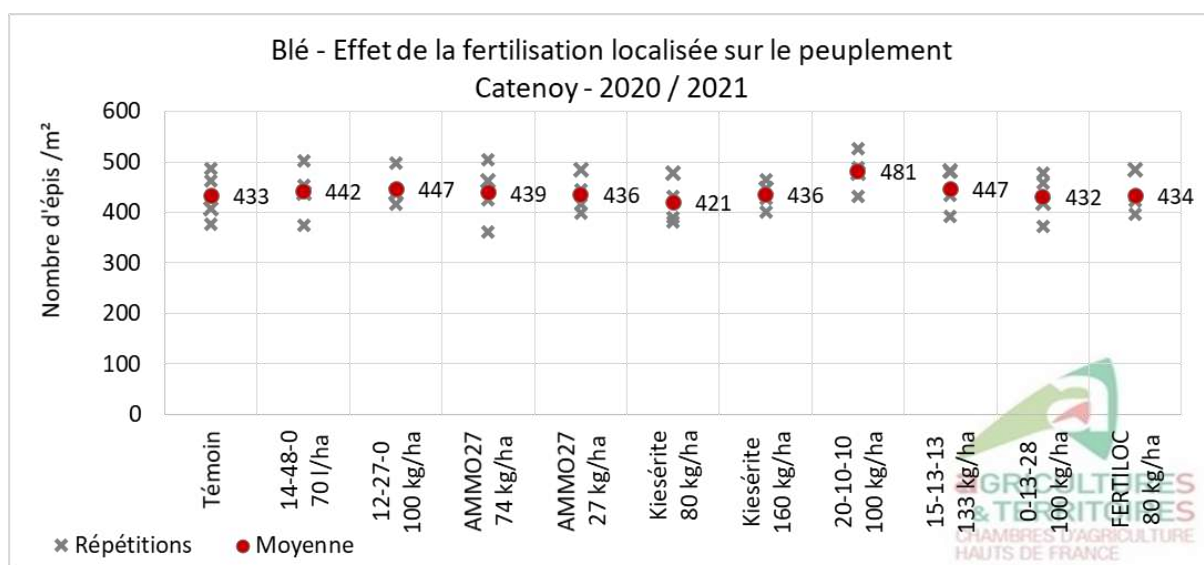 Blé - Effet de la fertilisation localisée sur le peuplement
Catenoy - 2020 / 2021
Nombre d'épis /m²
600
500
400
300
200
100
0
433
442
447
439
436
421
436
481
447
432
434
Témoin
14-48-0
70 l/ha
12-27-0
100 kg/ha
AMMO27
74 kg/ha
AMMO27
27 kg/ha
Kiesérite
80 kg/ha
Kiesérite
160 kg/ha
20-10-10
100 kg/ha
15-13-13
133 kg/ha
0-13-28
100 kg/ha
FERTILOC
80 kg/ha
Répétitions
Moyenne
aGRICULTURES
& TERRITOIRES
CHAMBRES D'AGRICULTURE
HAUTS DE FRANCE